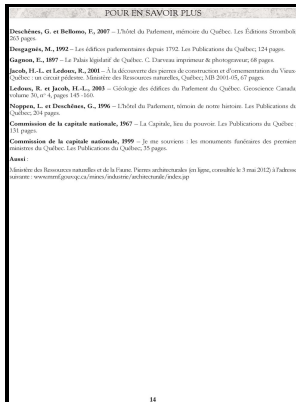 POUR EN SAVOIR PLUS
Deschênes, G. et Bellomo, F., 2007 – L'hôtel du Parlement, mémoire du Québec. Les Éditions Stromboli
263 pages.
Desgagnés, M., 1992 – Les édifices parlementaires depuis 1792. Les Publications du Québec; 124 pages.
Gagnon, E., 1897 – Le Palais législatif de Québec. C. Darveau imprimeur & photograveur; 68 pages
Jacob, H.-L. et Ledoux, R., 2001 – À la découverte des pierres de construction et d'ornementation du Vieux-
Québec : un circuit pédestre. Ministère des Ressources naturelles, Québec; MB 2001-05, 67 pages.
Ledoux, R. et Jacob, H.-L., 2003 – Géologie des édifices du Parlement du Québec. Geoscience Canada
volume 30, n° 4, pages 145 -160.
Noppen, L. et Deschênes, G., 1996 – L'hôtel du Parlement, témoin de notre histoire. Les Publications du
Québec; 204 pages.
Commission de la capitale nationale, 1967 – La Capitale, lieu du pouvoir. Les Publications du Québec
131 pages.
Commission de la capitale nationale, 1999 – Je me souviens : les monuments funéraires des premiers
ministres du Québec. Les Publications du Québec, 35 pages.
Aussi :
Ministère des Ressources naturelles et de la Faune. Pierres architecturales (en ligne, consultée le 3 mai 2012) à l'adresse
suivante : www.mrnf.gouv.qc.ca/mines/industrie/architecturale/index.jsp
14